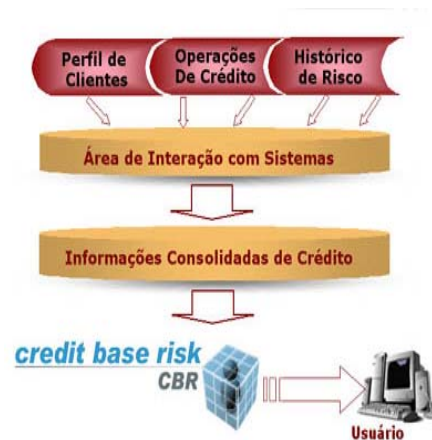 Perfil de
Clientes
Operações
De Crédito
Histórico
de Risco
Área de Interação com Sistemas
Informações Consolidadas de Crédito
credit base risk
CBR
Usuário